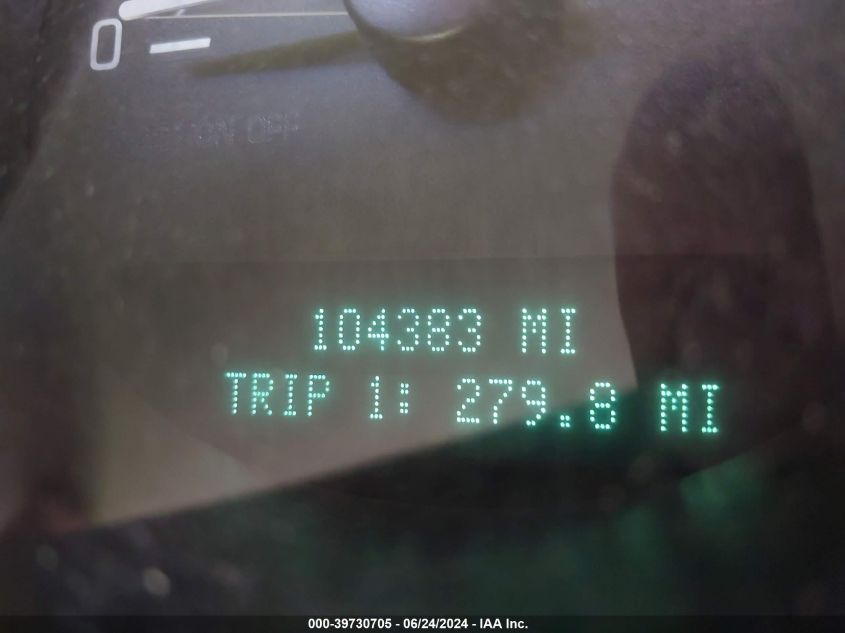 0
104383 MI
TRIP 1: 279.8 MI
000-39730705 - 06/24/2024 - IAA Inc.